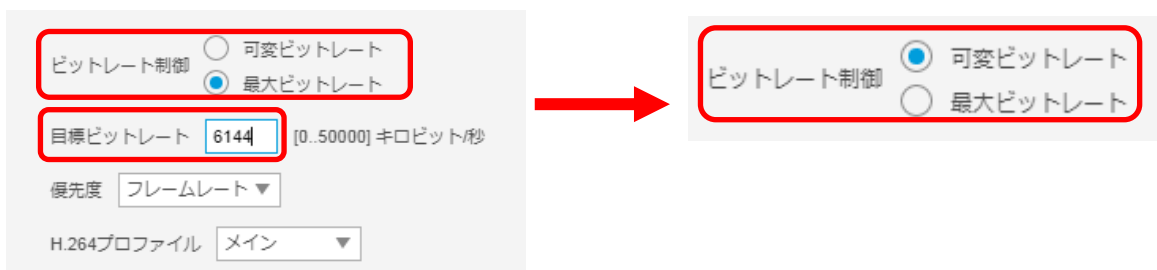 ビットレート制御
可変ビットレート
最大ビットレート
目標ビットレート 6144 [0..50000] キロビット/秒
優先度 フレームレート▼
H.264プロファイル メイン ▼
ビットレート制御
可変ビットレート
最大ビットレート